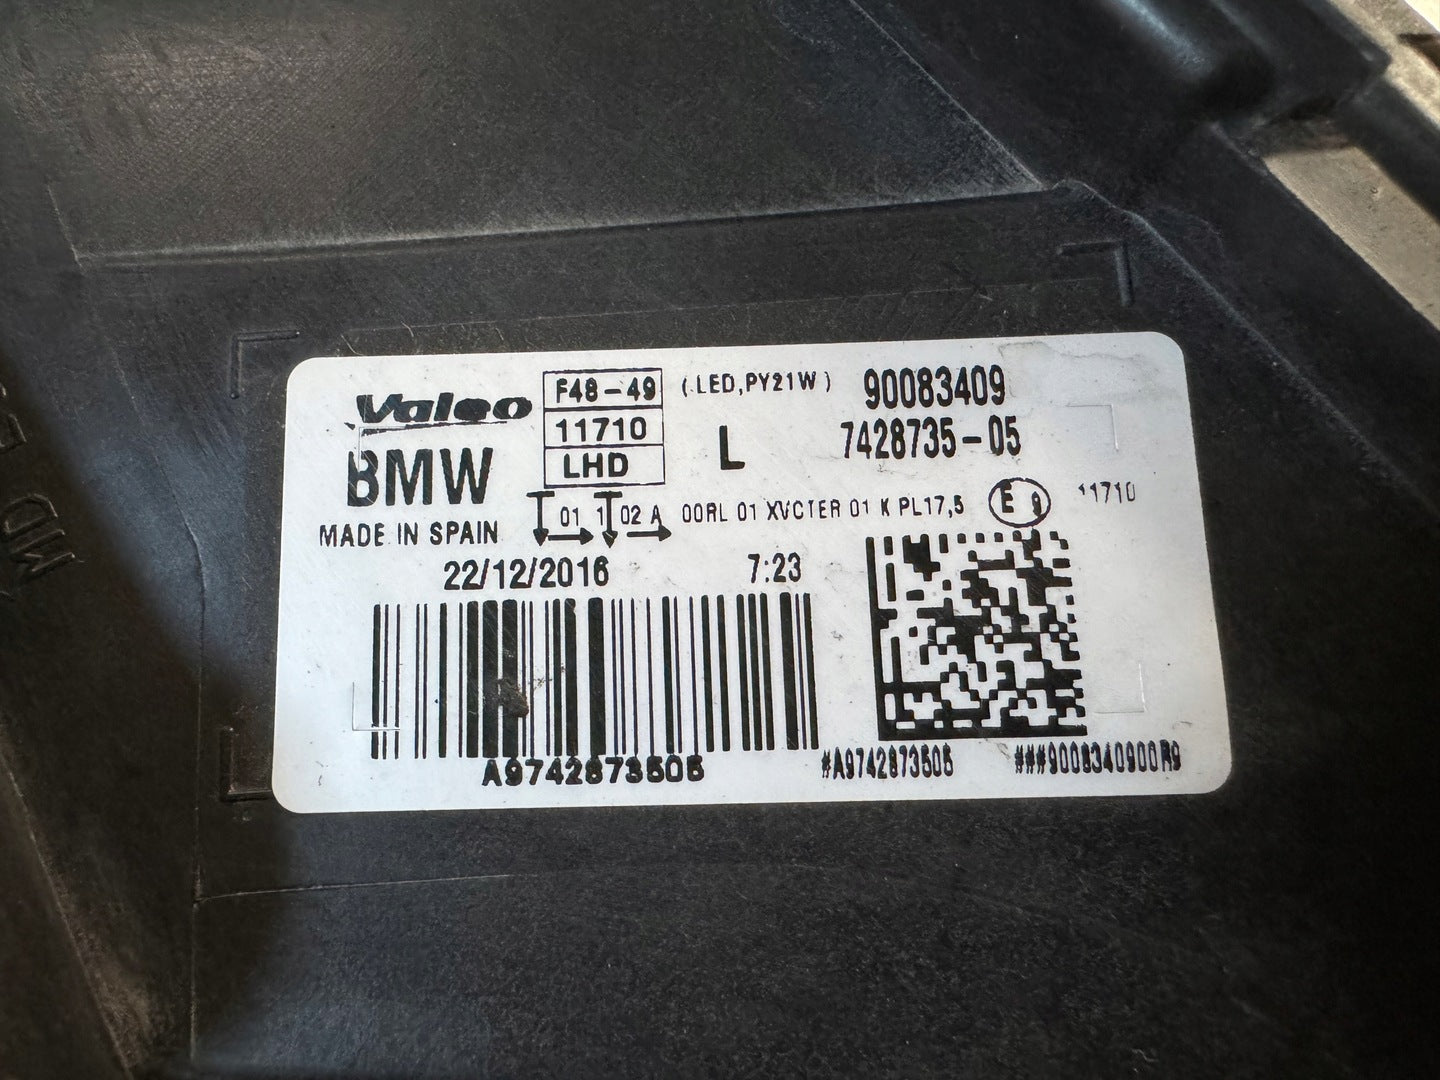 Valeo
BMW
MADE IN SPAIN
F48-49
11710
LHD
(LED,PY21W)
L
90083409
7428735-05
01 1 02 A 00RL 01 XVCTER 01 K PL17,5 E 9 11710
22/12/2016 7:23
A9742873505
#A9742873505 ###9008340900R9